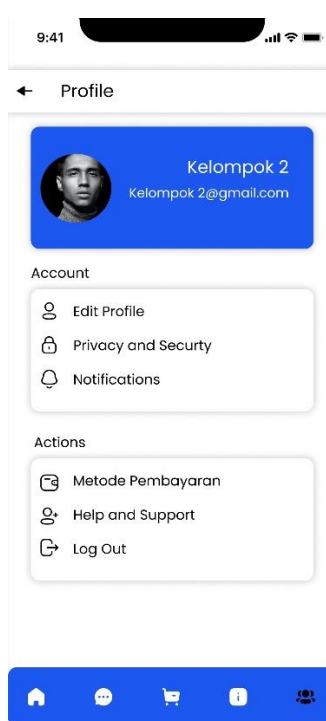 9:41
Profile
Kelompok 2
Kelompok 2@gmail.com
Account
Edit Profile
Privacy and Securty
Notifications
Actions
Metode Pembayaran
Help and Support
Log Out